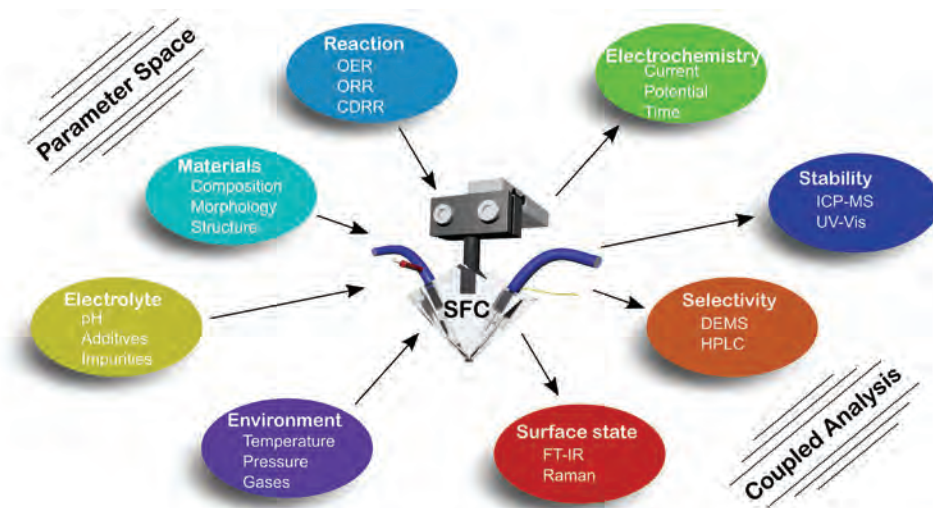 Parameter Space
Reaction
OER
ORR
CDRR
Electrochemistry
Current
Potential
Time
Materials
Composition
Morphology
Structure
Stability
ICP-MS
UV-Vis
Electrolyte
pH
Additives
Impurities
SFC
Selectivity
DEMS
HPLC
Environment
Temperature
Pressure
Gases
Surface state
FT-IR
Raman
Coupled Analysis